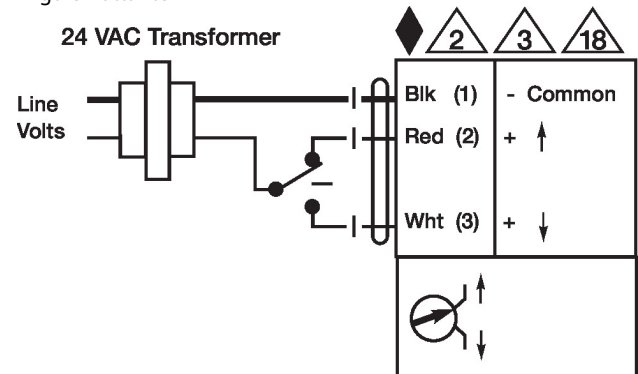 24 VAC Transformer
2 3 18
Line
Volts
Blk (1) - Common
Red (2) + ↑
Wht (3) + ↓